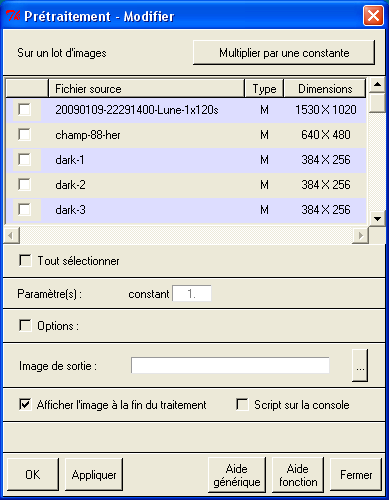 Prétraitement - Modifier
Sur un lot d'images
Multiplier par une constante
Fichier source Type Dimensions
20090109-22291400-Lune-1x120s M 1530 X 1020
champ-88-her M 640 X 480
dark-1 M 384 X 256
dark-2 M 384 X 256
dark-3 M 384 X 256
Tout sélectionner
Paramètre(s) : constant 1.
Options :
Image de sortie : ...
Afficher l'image à la fin du traitement Script sur la console
OK Appliquer Aide générique Aide fonction Fermer